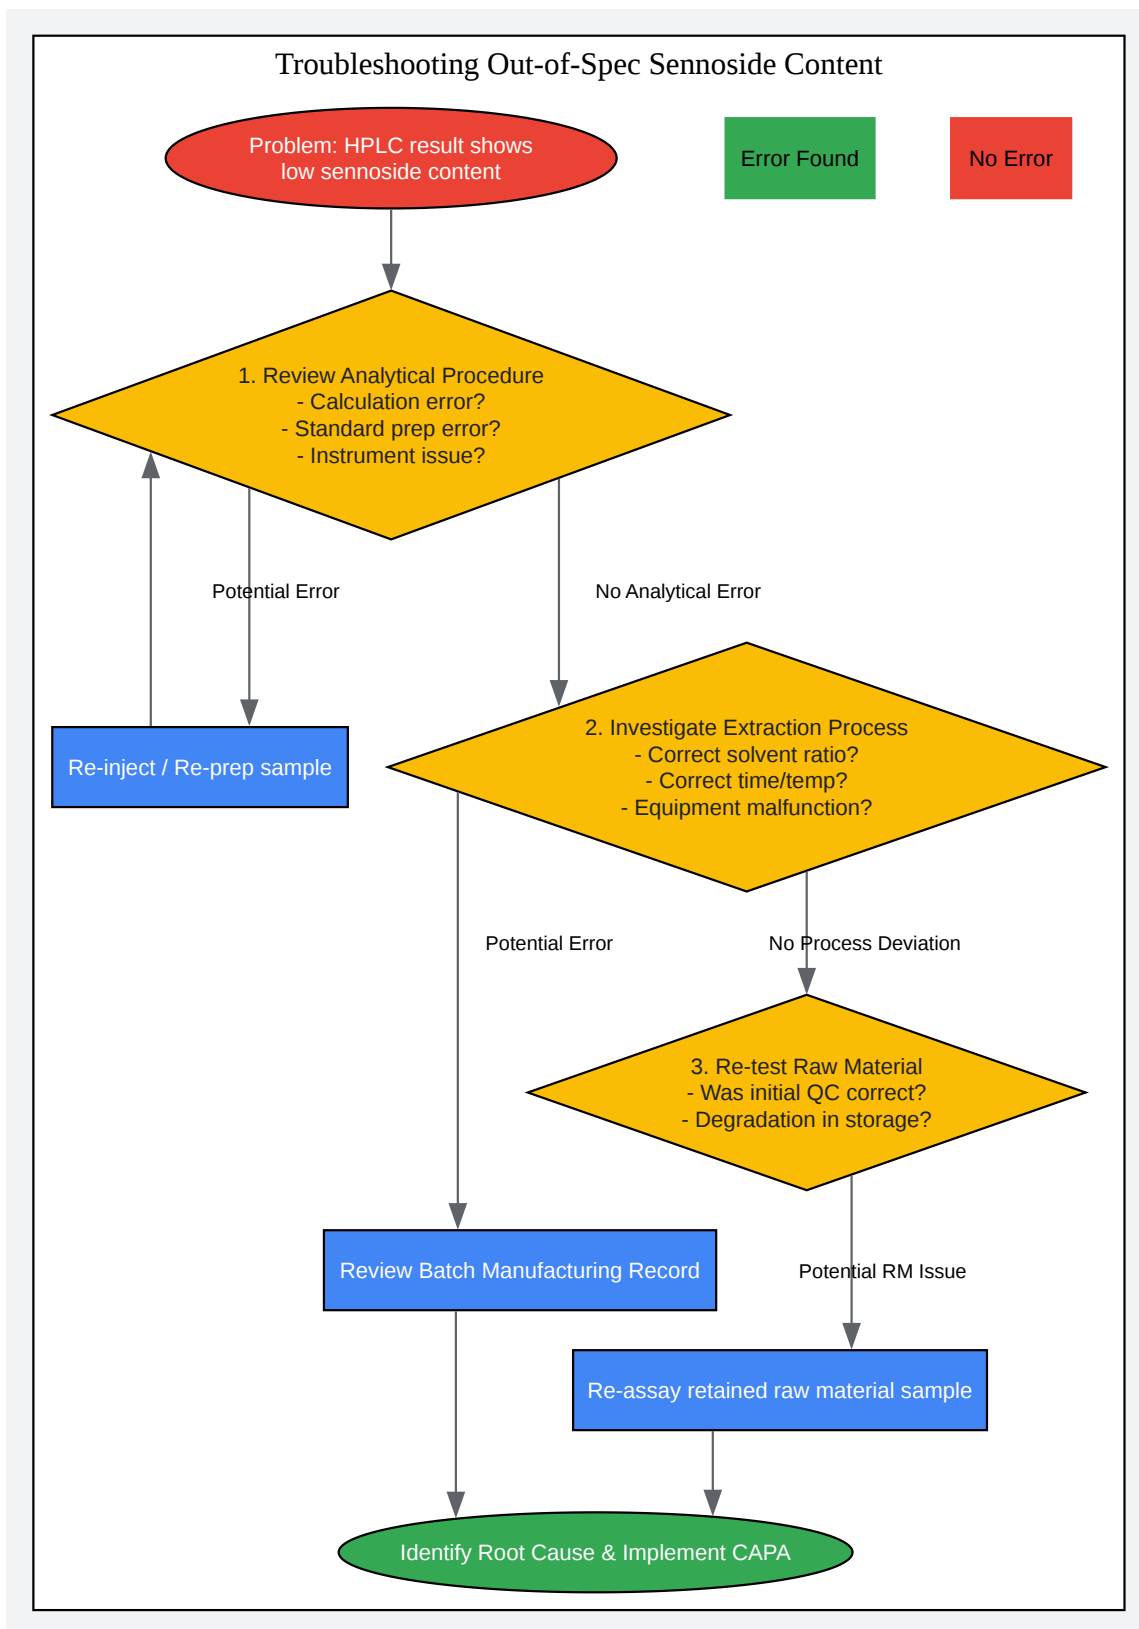 Troubleshooting Out-of-Spec Sennoside Content
Problem: HPLC result shows
low sennoside content
Error Found
No Error
1. Review Analytical Procedure
- Calculation error?
- Standard prep error?
- Instrument issue?
Potential Error
No Analytical Error
Re-inject / Re-prep sample
2. Investigate Extraction Process
- Correct solvent ratio?
- Correct time/temp?
- Equipment malfunction?
Potential Error
No Process Deviation
3. Re-test Raw Material
- Was initial QC correct?
- Degradation in storage?
Review Batch Manufacturing Record
Potential RM Issue
Re-assay retained raw material sample
Identify Root Cause & Implement CAPA